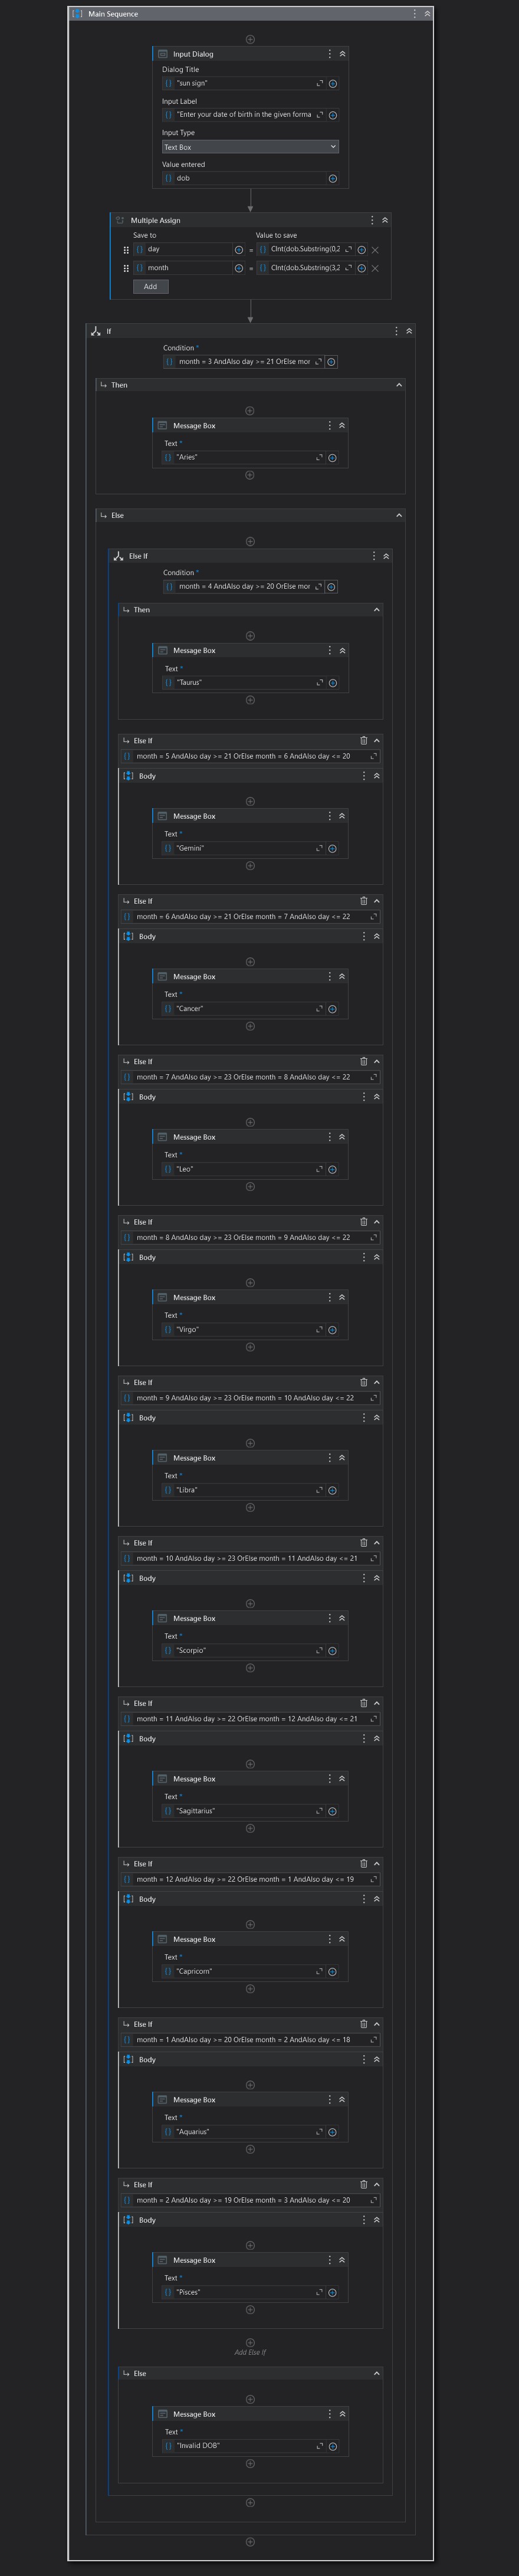 Main Sequence
Input Dialog
Dialog Title
"sun sign"
Input Label
"Enter your date of birth in the given forma
Input Type
Text Box
Value entered
dob
Multiple Assign
Save to Value to save
day = CInt(dob.Substring(0,2
month = CInt(dob.Substring(3,2
Add
If
Condition *
month = 3 AndAlso day >= 21 OrElse mor
Then
Message Box
Text *
"Aries"
Else
Else If
Condition *
month = 4 AndAlso day >= 20 OrElse mor
Then
Message Box
Text *
"Taurus"
Else If
month = 5 AndAlso day >= 21 OrElse month = 6 AndAlso day <= 20
Body
Message Box
Text *
"Gemini"
Else If
month = 6 AndAlso day >= 21 OrElse month = 7 AndAlso day <= 22
Body
Message Box
Text *
"Cancer"
Else If
month = 7 AndAlso day >= 23 OrElse month = 8 AndAlso day <= 22
Body
Message Box
Text *
"Leo"
Else If
month = 8 AndAlso day >= 23 OrElse month = 9 AndAlso day <= 22
Body
Message Box
Text *
"Virgo"
Else If
month = 9 AndAlso day >= 23 OrElse month = 10 AndAlso day <= 22
Body
Message Box
Text *
"Libra"
Else If
month = 10 AndAlso day >= 23 OrElse month = 11 AndAlso day <= 21
Body
Message Box
Text *
"Scorpio"
Else If
month = 11 AndAlso day >= 22 OrElse month = 12 AndAlso day <= 21
Body
Message Box
Text *
"Sagittarius"
Else If
month = 12 AndAlso day >= 22 OrElse month = 1 AndAlso day <= 19
Body
Message Box
Text *
"Capricorn"
Else If
month = 1 AndAlso day >= 20 OrElse month = 2 AndAlso day <= 18
Body
Message Box
Text *
"Aquarius"
Else If
month = 2 AndAlso day >= 19 OrElse month = 3 AndAlso day <= 20
Body
Message Box
Text *
"Pisces"
Add Else If
Else
Message Box
Text *
"Invalid DOB"